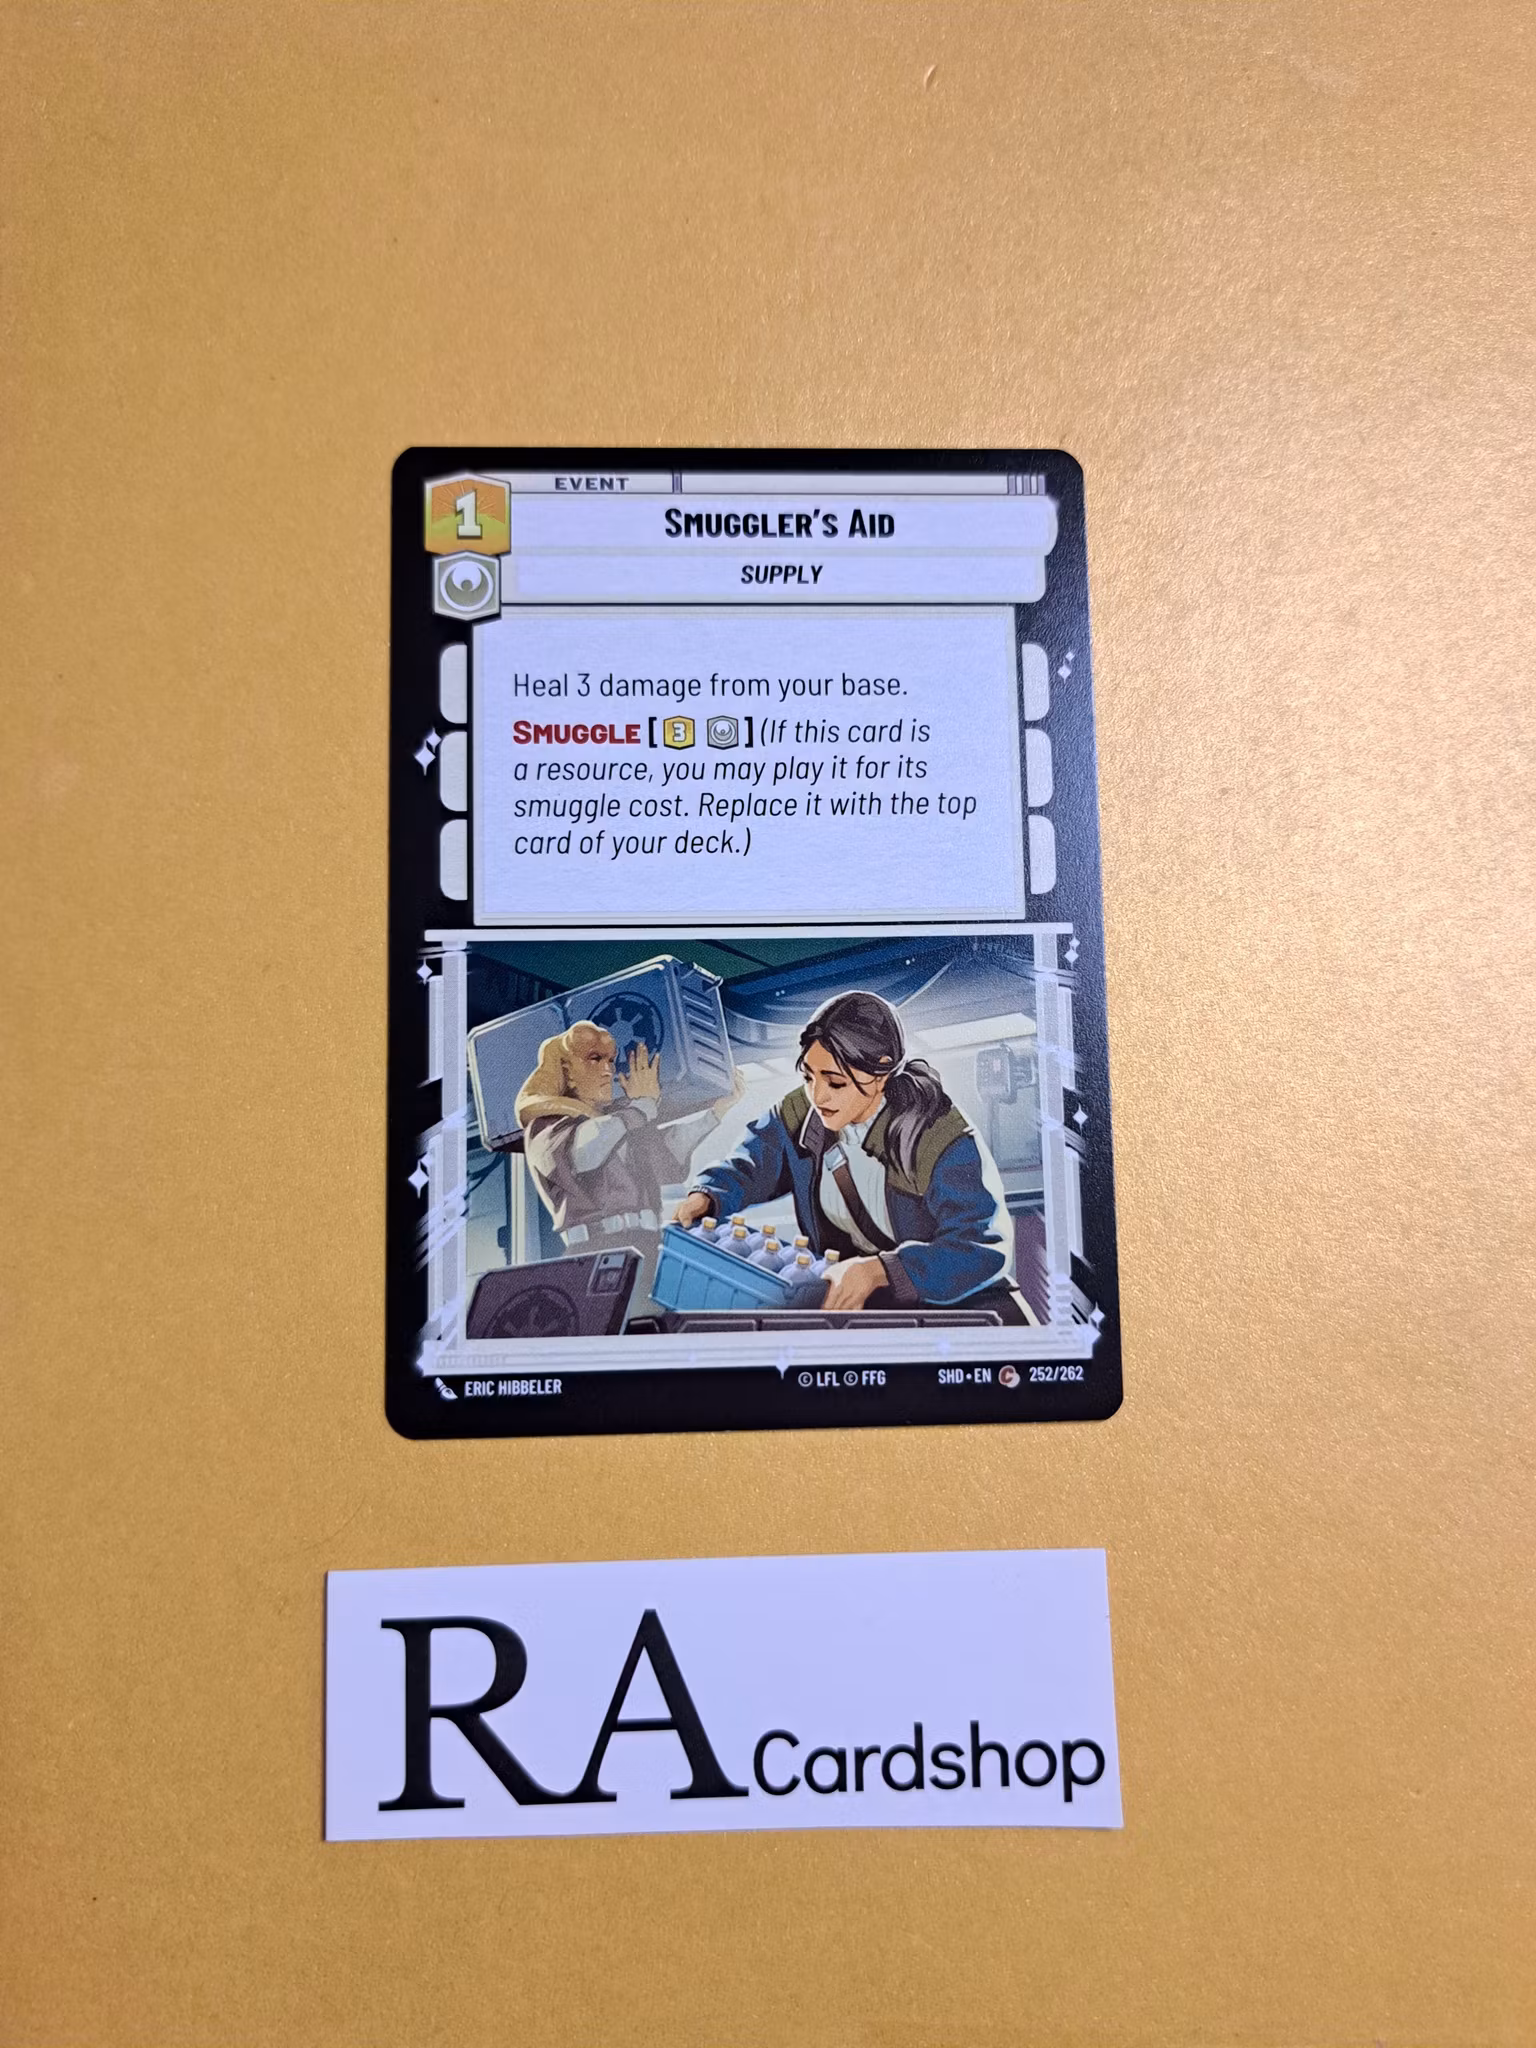 1
EVENT
SMUGGLER'S AID
SUPPLY
Heal 3 damage from your base.
SMUGGLE [3] (If this card is
a resource, you may play it for its
smuggle cost. Replace it with the top
card of your deck.)
ERIC HIBBELER
© LFL © FFG
SHD • EN C 252/262
RA Cardshop